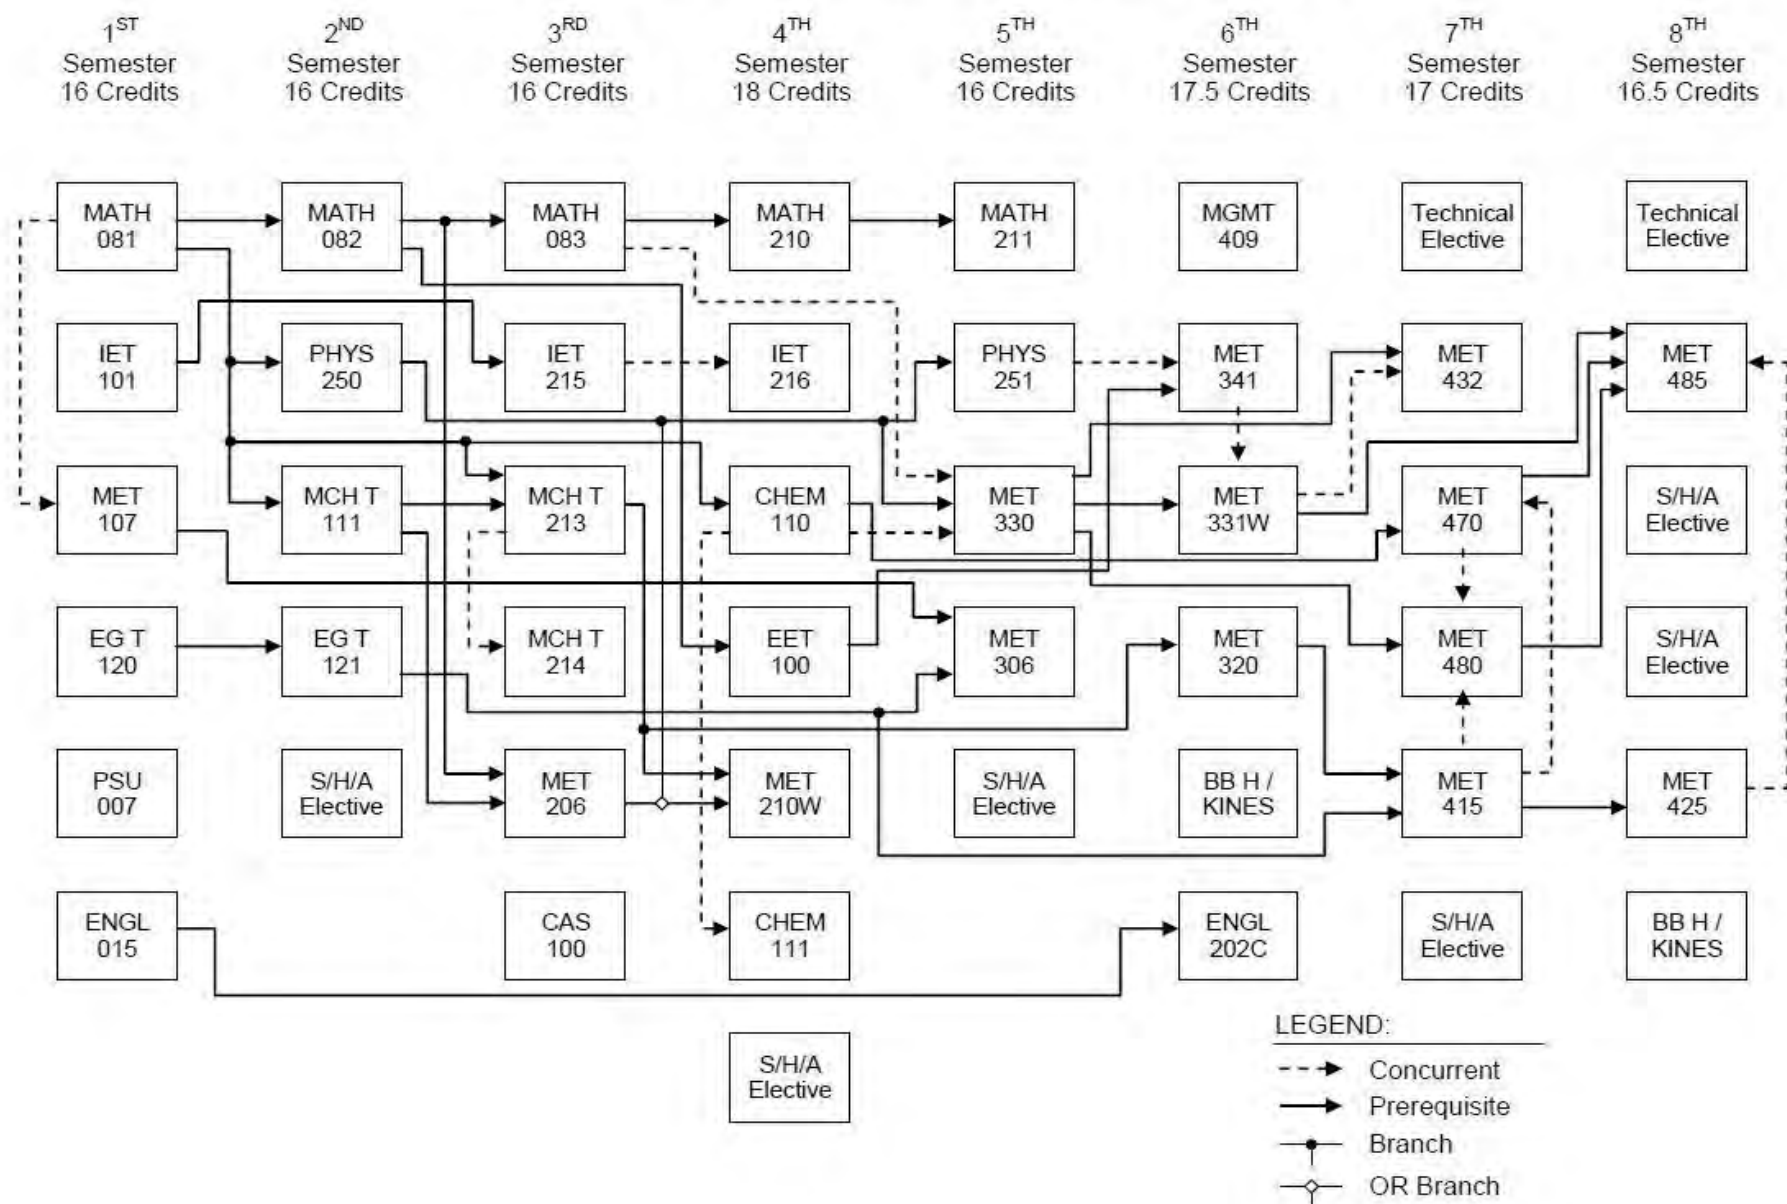 1ST
Semester
16 Credits
2ND
Semester
16 Credits
3RD
Semester
16 Credits
4TH
Semester
18 Credits
5TH
Semester
16 Credits
6TH
Semester
17.5 Credits
7TH
Semester
17 Credits
8TH
Semester
16.5 Credits
MATH
081
MATH
082
MATH
083
MATH
210
MATH
211
MGMT
409
Technical
Elective
Technical
Elective
IET
101
PHYS
250
IET
215
IET
216
PHYS
251
MET
341
MET
432
MET
485
MET
107
MCH T
111
MCH T
213
CHEM
110
MET
330
MET
331W
MET
470
S/H/A
Elective
EG T
120
EG T
121
MCH T
214
EET
100
MET
306
MET
320
MET
480
S/H/A
Elective
PSU
007
S/H/A
Elective
MET
206
MET
210W
S/H/A
Elective
BB H /
KINES
MET
415
MET
425
ENGL
015
CAS
100
CHEM
111
ENGL
202C
S/H/A
Elective
BB H /
KINES
S/H/A
Elective
LEGEND:
Concurrent
Prerequisite
Branch
OR Branch